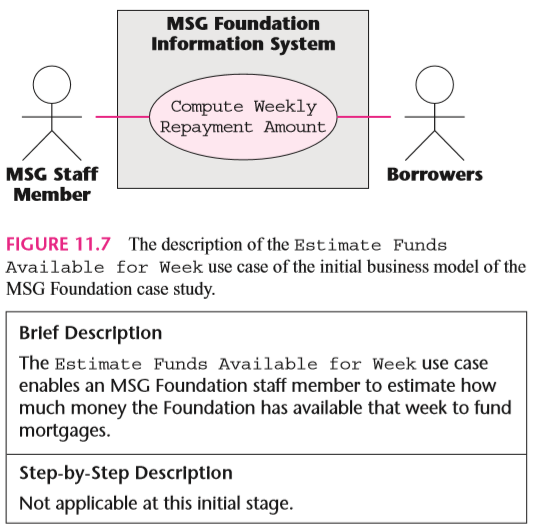 MSG Foundation
Information System
Compute Weekly
Repayment Amount
MSG Staff
Member
Borrowers
FIGURE 11.7 The description of the Estimate Funds
Available for Week use case of the initial business model of the
MSG Foundation case study.
Brief Description
The Estimate Funds Available for Week use case
enables an MSG Foundation staff member to estimate how
much money the Foundation has available that week to fund
mortgages.
Step-by-Step Description
Not applicable at this initial stage.